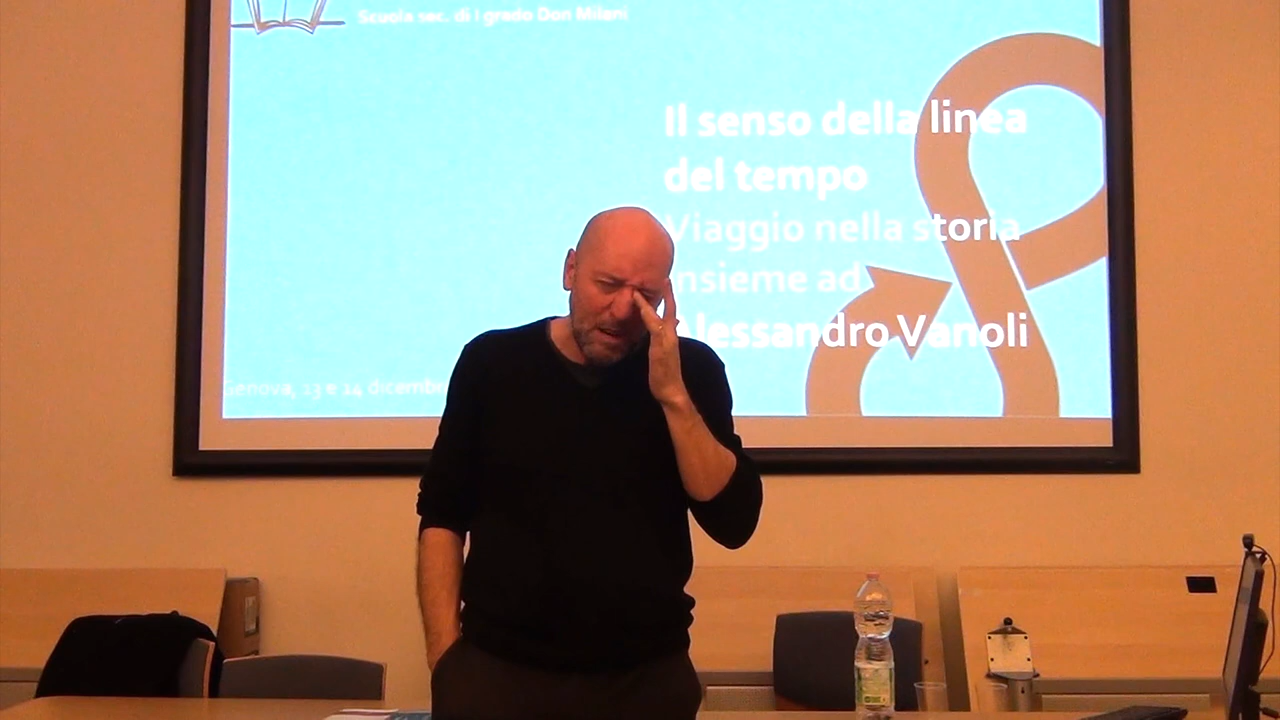 Scuola sec. di I grado Don Milani
Il senso della linea
del tempo
Viaggio nella storia
insieme ad
Alessandro Vanoli
Genova, 13 e 14 dicembre